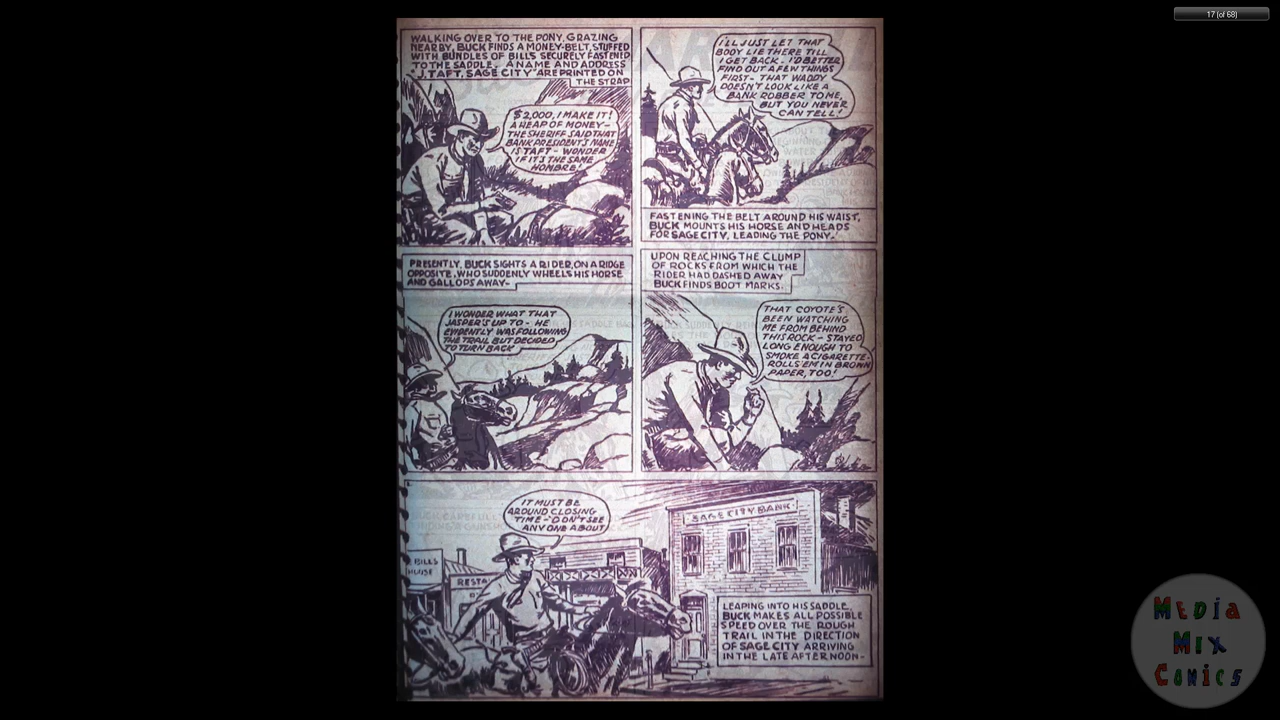 17 (of 68)
WALKING OVER TO THE PONY, GRAZING
NEARBY, BUCK FINDS A MONEY-BELT, STUFFED
WITH BUNDLES OF BILLS SECURELY FASTENED
TO THE SADDLE. A NAME AND ADDRESS
"J. TAFT, SAGE CITY" ARE PRINTED ON
THE STRAP
$2,000, I MAKE IT!
A HEAP OF MONEY—
THE SHERIFF SAID THAT
BANK PRESIDENT'S NAME
IS TAFT - WONDER
IF IT'S THE SAME
HOMBRE!
I'LL JUST LET THAT
BODY LIE THERE TILL
I GET BACK - I'D BETTER
FIND OUT A FEW THINGS
FIRST - THAT WADDY
DOESN'T LOOK LIKE A
BANK ROBBER TO ME,
BUT YOU NEVER
CAN TELL!
FASTENING THE BELT AROUND HIS WAIST,
BUCK MOUNTS HIS HORSE AND HEADS
FOR SAGE CITY, LEADING THE PONY.
PRESENTLY, BUCK SIGHTS A RIDER, ON A RIDGE
OPPOSITE, WHO SUDDENLY WHEELS HIS HORSE
AND GALLOPS AWAY-
I WONDER WHAT THAT
JASPER'S UP TO - HE
EVIDENTLY WAS FOLLOWING
THE TRAIL BUT DECIDED
TO TURN BACK
UPON REACHING THE CLUMP
OF ROCKS FROM WHICH THE
RIDER HAD DASHED AWAY
BUCK FINDS BOOT MARKS.
THAT COYOTE'S
BEEN WATCHING
ME FROM BEHIND
THIS ROCK - STAYED
LONG ENOUGH TO
SMOKE A CIGARETTE.
ROLLS 'EM IN BROWN
PAPER, TOO!
IT MUST BE
AROUND CLOSING
TIME - DON'T SEE
ANYONE ABOUT
SAGE CITY BANK
E BILLS
HOUSE
RESTA
LEAPING INTO HIS SADDLE,
BUCK MAKES ALL POSSIBLE
SPEED OVER THE ROUGH
TRAIL IN THE DIRECTION
OF SAGE CITY ARRIVING
IN THE LATE AFTERNOON-
MEDIA
MIX
COMICS